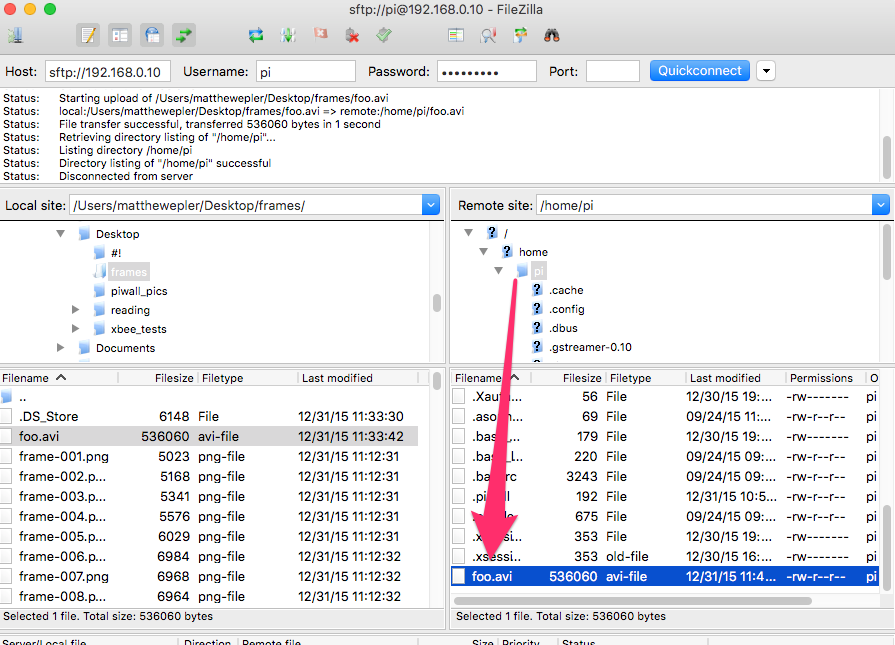 sftp://pi@192.168.0.10 - FileZilla
Host: sftp://192.168.0.10 Username: pi Password: ••••••••• Port: Quickconnect
Status: Starting upload of /Users/matthewepler/Desktop/frames/foo.avi
Status: local:/Users/matthewepler/Desktop/frames/foo.avi => remote:/home/pi/foo.avi
Status: File transfer successful, transferred 536060 bytes in 1 second
Status: Retrieving directory listing of "/home/pi"...
Status: Listing directory /home/pi
Status: Directory listing of "/home/pi" successful
Status: Disconnected from server
Local site: /Users/matthewepler/Desktop/frames/
Desktop
#!
frames
piwall_pics
reading
xbee_tests
Documents
Filename Filesize Filetype Last modified
..
.DS_Store 6148 File 12/31/15 11:33:30
foo.avi 536060 avi-file 12/31/15 11:33:42
frame-001.png 5023 png-file 12/31/15 11:12:31
frame-002.p... 5168 png-file 12/31/15 11:12:31
frame-003.p... 5341 png-file 12/31/15 11:12:31
frame-004.p... 5576 png-file 12/31/15 11:12:31
frame-005.p... 6029 png-file 12/31/15 11:12:31
frame-006.p... 6984 png-file 12/31/15 11:12:32
frame-007.png 6968 png-file 12/31/15 11:12:32
frame-008.p... 6964 png-file 12/31/15 11:12:32
Selected 1 file. Total size: 536060 bytes
Remote site: /home/pi
? /
? home
pi
? .cache
? .config
? .dbus
? .gstreamer-0.10
Filename Filesize Filetype Last modified Permissions O
56 File 12/30/15 19:... -rw------- pi
69 File 09/24/15 11:... -rw-r--r-- pi
179 File 12/30/15 19:... -rw------- pi
220 File 09/24/15 09:... -rw-r--r-- pi
3243 File 09/24/15 09:... -rw-r--r-- pi
192 File 12/31/15 10:5... -rw-r--r-- pi
675 File 09/24/15 09:... -rw-r--r-- pi
353 File 12/30/15 19:... -rw------- pi
.xsessi... 353 old-file 12/30/15 16:... -rw------- pi
foo.avi 536060 avi-file 12/31/15 11:4... -rw-r--r-- pi
Selected 1 file. Total size: 536060 bytes
Server/Local file Direction Remote file Size Priority Status